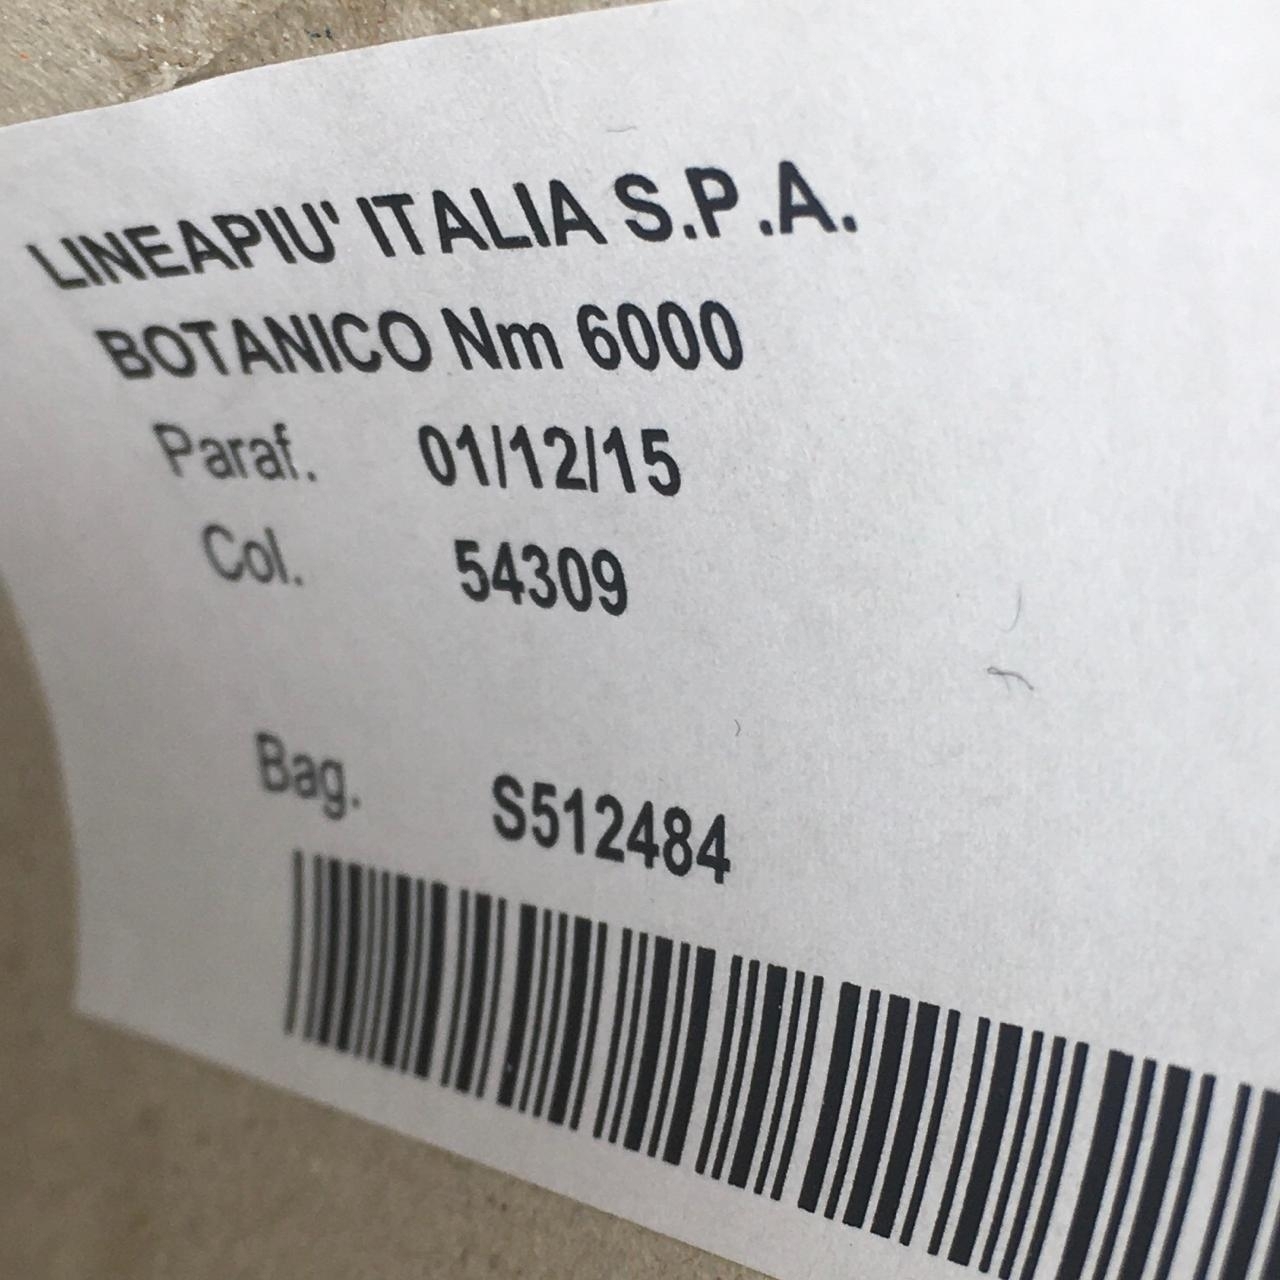 LINEAPIU' ITALIA S.P.A.
BOTANICO Nm 6000
Paraf. 01/12/15
Col. 54309
Bag. S512484